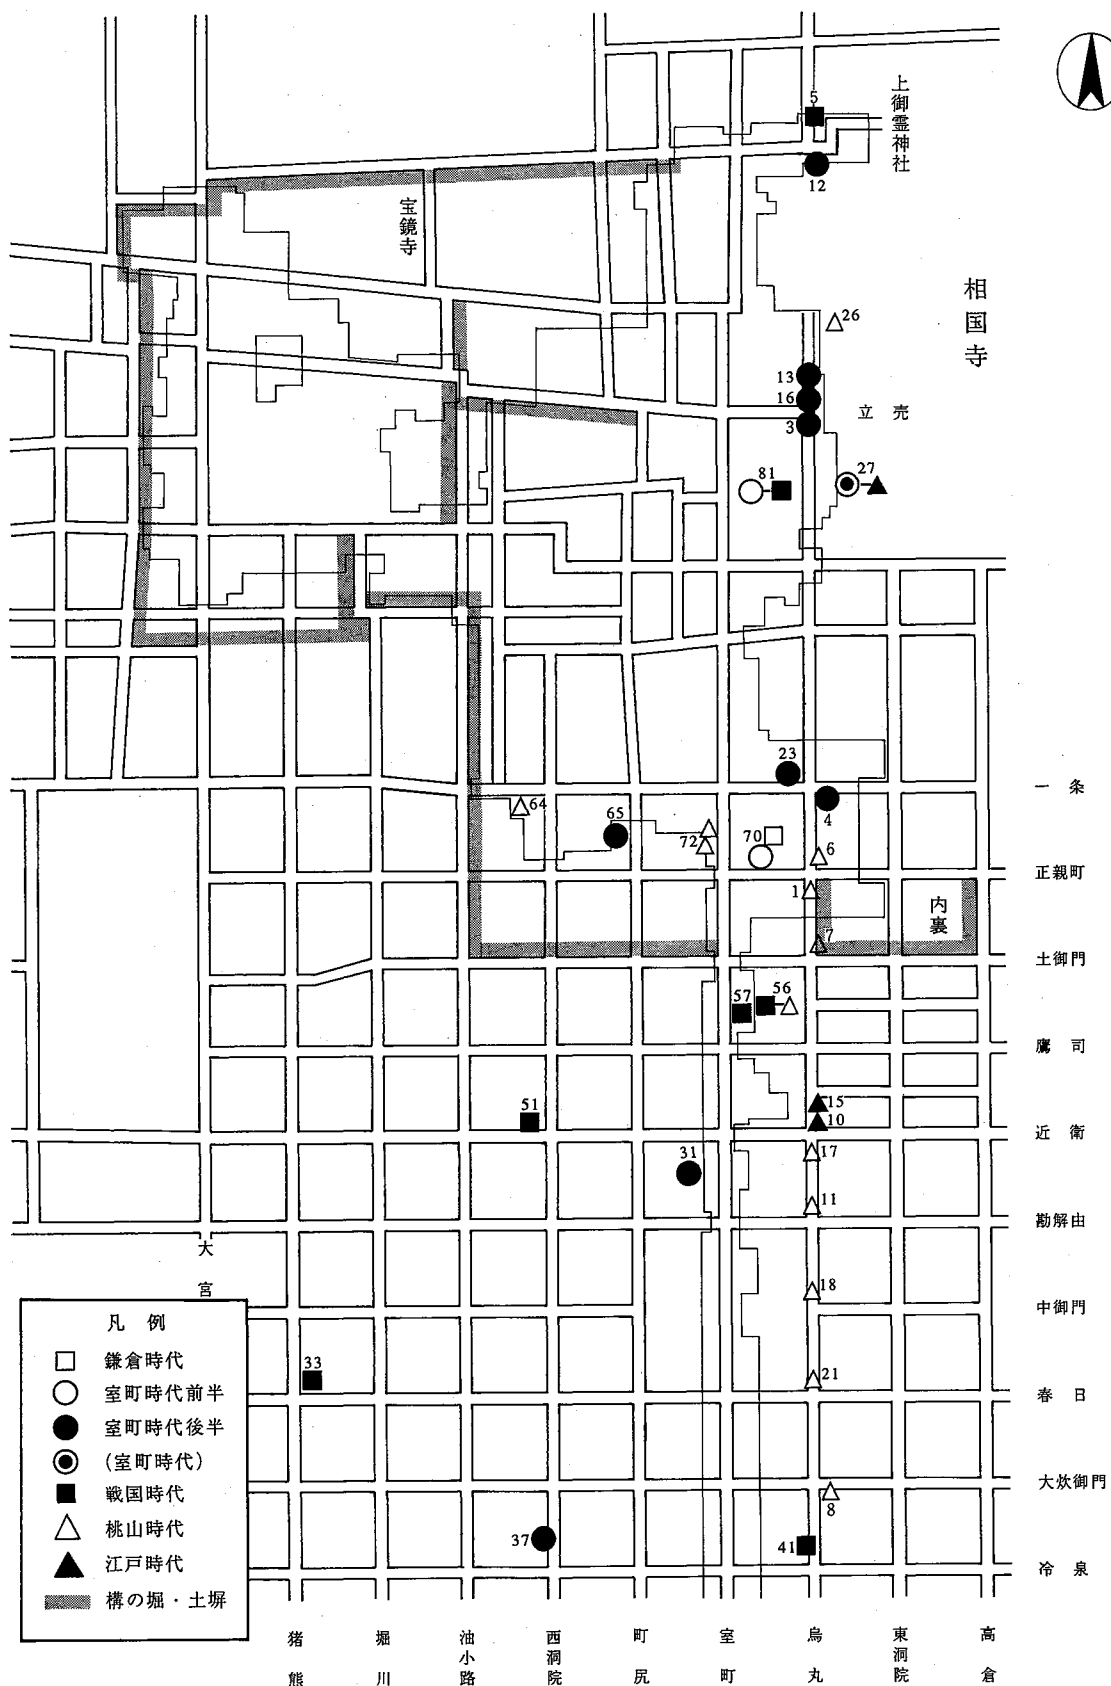 上御霊神社
5
12
宝鏡寺
相国寺
26
13
16
3
立売
81
27
23
4
一条
64
65
72
70
6
正親町
1
内裏
7
土御門
57
56
鷹司
51
15
10
近衛
31
17
11
勘解由
大宮
18
中御門
33
21
春日
8
大炊御門
37
41
冷泉
凡例
鎌倉時代
室町時代前半
室町時代後半
(室町時代)
戦国時代
桃山時代
江戸時代
構の堀・土塀
猪熊
堀川
油小路
西洞院
町尻
室町
烏丸
東洞院
高倉